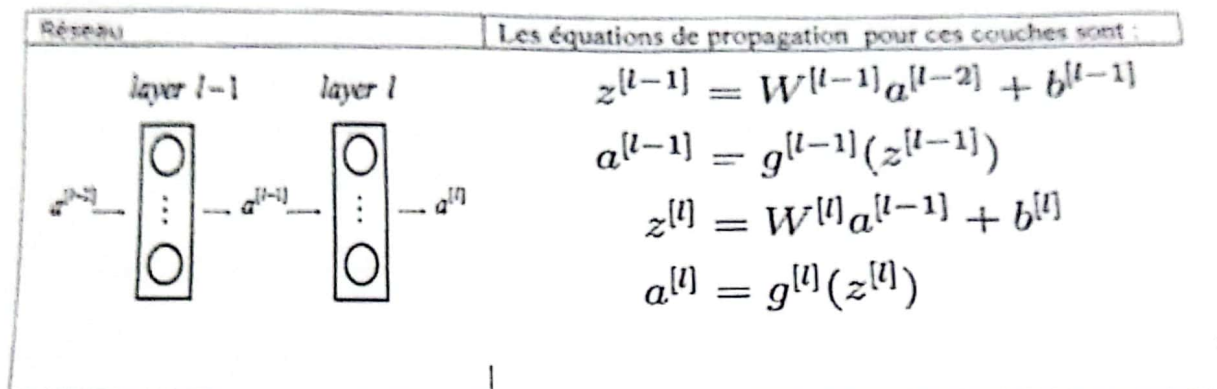 Réseau
Les équations de propagation pour ces couches sont :
layer l-1 layer l
a^{[l-2]} a^{[l-1]} a^{[l]}
z^{[l-1]} = W^{[l-1]}a^{[l-2]} + b^{[l-1]}
a^{[l-1]} = g^{[l-1]}(z^{[l-1]})
z^{[l]} = W^{[l]}a^{[l-1]} + b^{[l]}
a^{[l]} = g^{[l]}(z^{[l]})